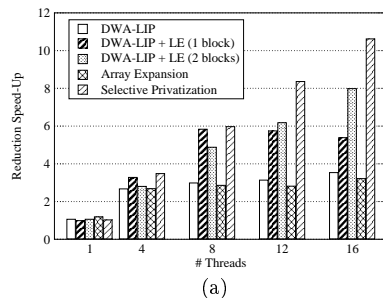 12
10
8
6
4
2
0
Reduction Speed-Up
DWA-LIP
DWA-LIP + LE (1 block)
DWA-LIP + LE (2 blocks)
Array Expansion
Selective Privatization
1 4 8 12 16
# Threads
(a)